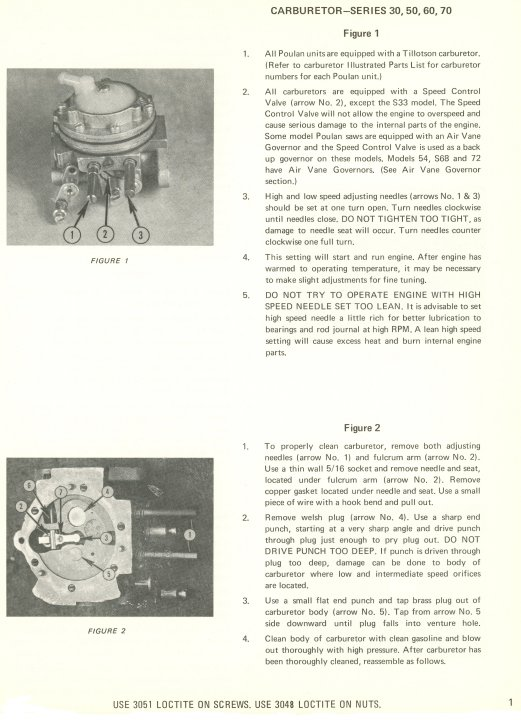 CARBURETOR—SERIES 30, 50, 60, 70
Figure 1
1. All Poulan units are equipped with a Tillotson carburetor.
(Refer to carburetor Illustrated Parts List for carburetor
numbers for each Poulan unit.)
2. All carburetors are equipped with a Speed Control
Valve (arrow No. 2), except the S33 model. The Speed
Control Valve will not allow the engine to overspeed and
cause serious damage to the internal parts of the engine.
Some model Poulan saws are equipped with an Air Vane
Governor and the Speed Control Valve is used as a back
up governor on these models. Models 54, S68 and 72
have Air Vane Governors. (See Air Vane Governor
section.)
3. High and low speed adjusting needles (arrows No. 1 & 3)
should be set at one turn open. Turn needles clockwise
until needles close. DO NOT TIGHTEN TOO TIGHT, as
damage to needle seat will occur. Turn needles counter
clockwise one full turn.
4. This setting will start and run engine. After engine has
warmed to operating temperature, it may be necessary
to make slight adjustments for fine tuning.
5. DO NOT TRY TO OPERATE ENGINE WITH HIGH
SPEED NEEDLE SET TOO LEAN. It is advisable to set
high speed needle a little rich for better lubrication to
bearings and rod journal at high RPM. A lean high speed
setting will cause excess heat and burn internal engine
parts.
1 2 3
FIGURE 1
Figure 2
1. To properly clean carburetor, remove both adjusting
needles (arrow No. 1) and fulcrum arm (arrow No. 2).
Use a thin wall 5/16 socket and remove needle and seat,
located under fulcrum arm (arrow No. 2). Remove
copper gasket located under needle and seat. Use a small
piece of wire with a hook bend and pull out.
2. Remove welsh plug (arrow No. 4). Use a sharp end
punch, starting at a very sharp angle and drive punch
through plug just enough to pry plug out. DO NOT
DRIVE PUNCH TOO DEEP. If punch is driven through
plug too deep, damage can be done to body of
carburetor where low and intermediate speed orifices
are located.
3. Use a small flat end punch and tap brass plug out of
carburetor body (arrow No. 5). Tap from arrow No. 5
side downward until plug falls into venture hole.
4. Clean body of carburetor with clean gasoline and blow
out thoroughly with high pressure. After carburetor has
been thoroughly cleaned, reassemble as follows.
6
7
4
2
3
1
5
FIGURE 2
USE 3051 LOCTITE ON SCREWS. USE 3048 LOCTITE ON NUTS.
1